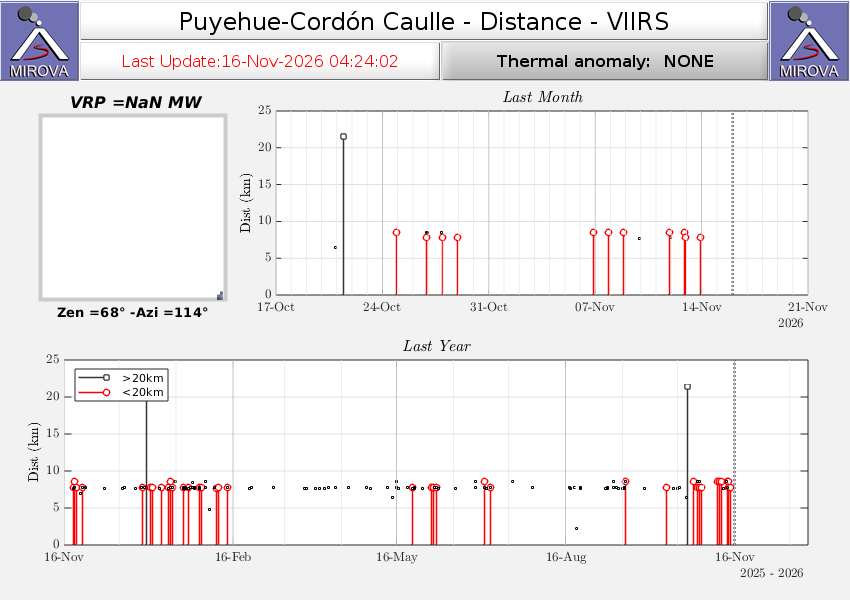 MIROVA
Puyehue-Cordón Caulle - Distance - VIIRS
MIROVA
Last Update:16-Nov-2026 04:24:02
Thermal anomaly: NONE
VRP =NaN MW
Zen =68° -Azi =114°
Last Month
Dist (km)
25
20
15
10
5
0
17-Oct
24-Oct
31-Oct
07-Nov
14-Nov
21-Nov
2026
Last Year
Dist (km)
25
20
15
10
5
0
>20km
<20km
16-Nov
16-Feb
16-May
16-Aug
16-Nov
2025 - 2026